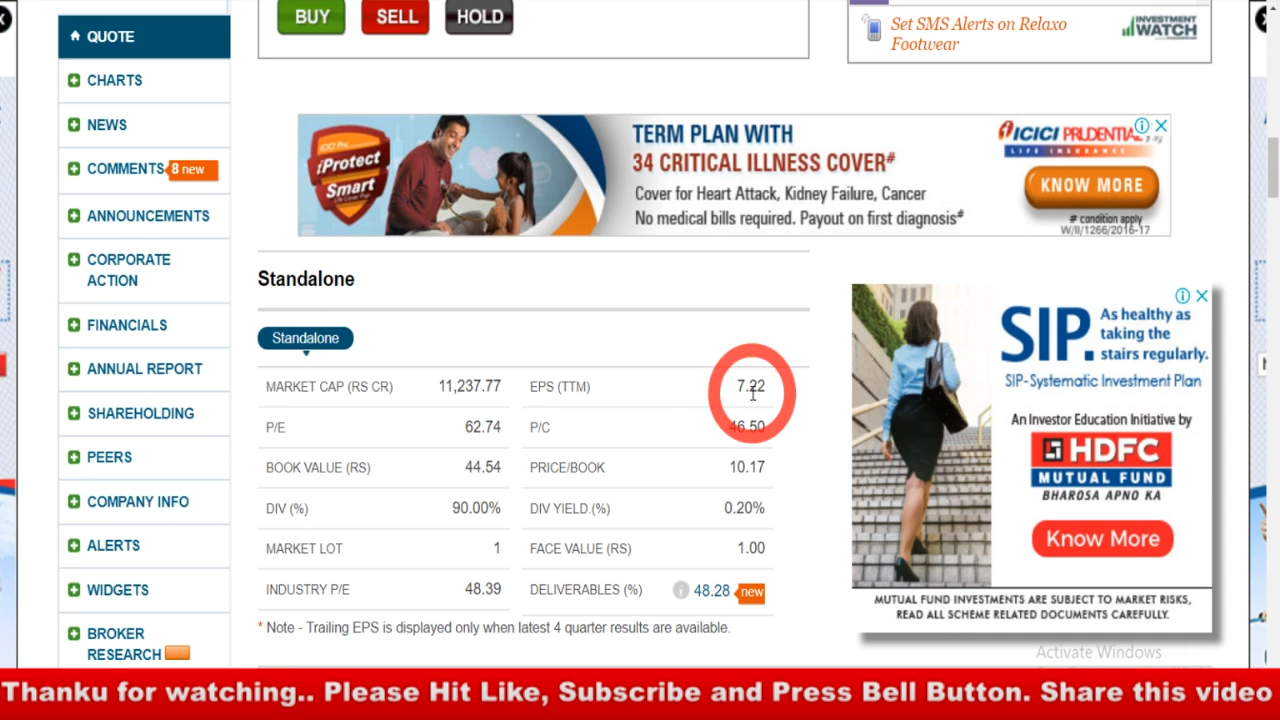 BUY
SELL
HOLD
Set SMS Alerts on Relaxo
Footwear
INVESTMENT
WATCH
QUOTE
CHARTS
NEWS
COMMENTS 8 new
ANNOUNCEMENTS
CORPORATE
ACTION
FINANCIALS
ANNUAL REPORT
SHAREHOLDING
PEERS
COMPANY INFO
ALERTS
WIDGETS
BROKER
RESEARCH
iProtect
Smart
TERM PLAN WITH
34 CRITICAL ILLNESS COVER#
Cover for Heart Attack, Kidney Failure, Cancer
No medical bills required. Payout on first diagnosis#
ICICI PRUDENTIAL
LIFE INSURANCE
KNOW MORE
# condition apply
W/II/1266/2016-17
Standalone
Standalone
MARKET CAP (RS CR) 11,237.77 EPS (TTM) 7.22
P/E 62.74 P/C 46.50
BOOK VALUE (RS) 44.54 PRICE/BOOK 10.17
DIV (%) 90.00% DIV YIELD.(%) 0.20%
MARKET LOT 1 FACE VALUE (RS) 1.00
INDUSTRY P/E 48.39 DELIVERABLES (%) 48.28 new
* Note - Trailing EPS is displayed only when latest 4 quarter results are available.
SIP.
As healthy as
taking the
stairs regularly.
SIP-Systematic Investment Plan
An Investor Education Initiative by
HDFC
MUTUAL FUND
BHAROSA APNO KA
Know More
MUTUAL FUND INVESTMENTS ARE SUBJECT TO MARKET RISKS,
READ ALL SCHEME RELATED DOCUMENTS CAREFULLY.
Activate Windows
Thanku for watching.. Please Hit Like, Subscribe and Press Bell Button. Share this video